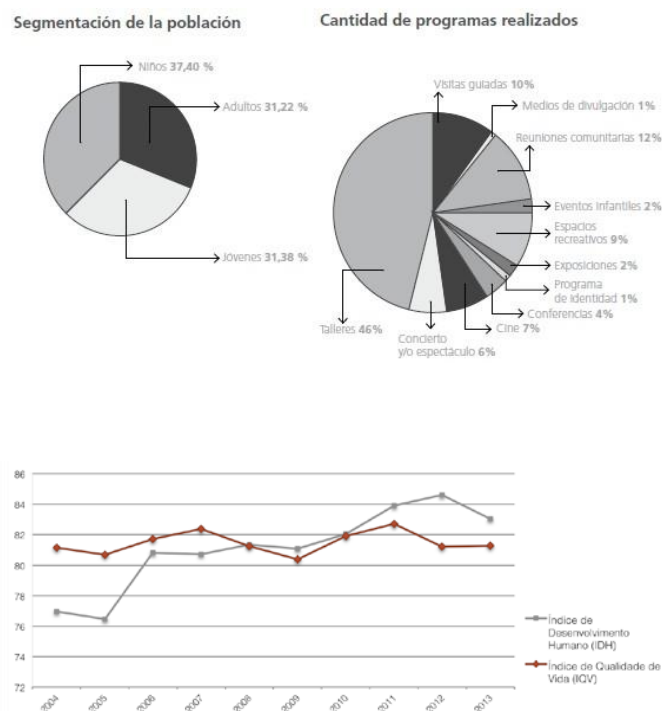 Segmentación de la población
Niños 37,40 %
Adultos 31,22 %
Jóvenes 31,38 %
Cantidad de programas realizados
Visitas guiadas 10%
Medios de divulgación 1%
Reuniones comunitarias 12%
Eventos infantiles 2%
Espacios
recreativos 9%
Exposiciones 2%
Programa
de identidad 1%
Conferencias 4%
Cine 7%
Concierto
y/o espectáculo 6%
Talleres 46%
86
84
82
80
78
76
74
72
2004
2005
2006
2007
2008
2009
2010
2011
2012
2013
Índice de
Desenvolvimento
Humano (IDH)
Índice de Qualidade de
Vida (IQV)